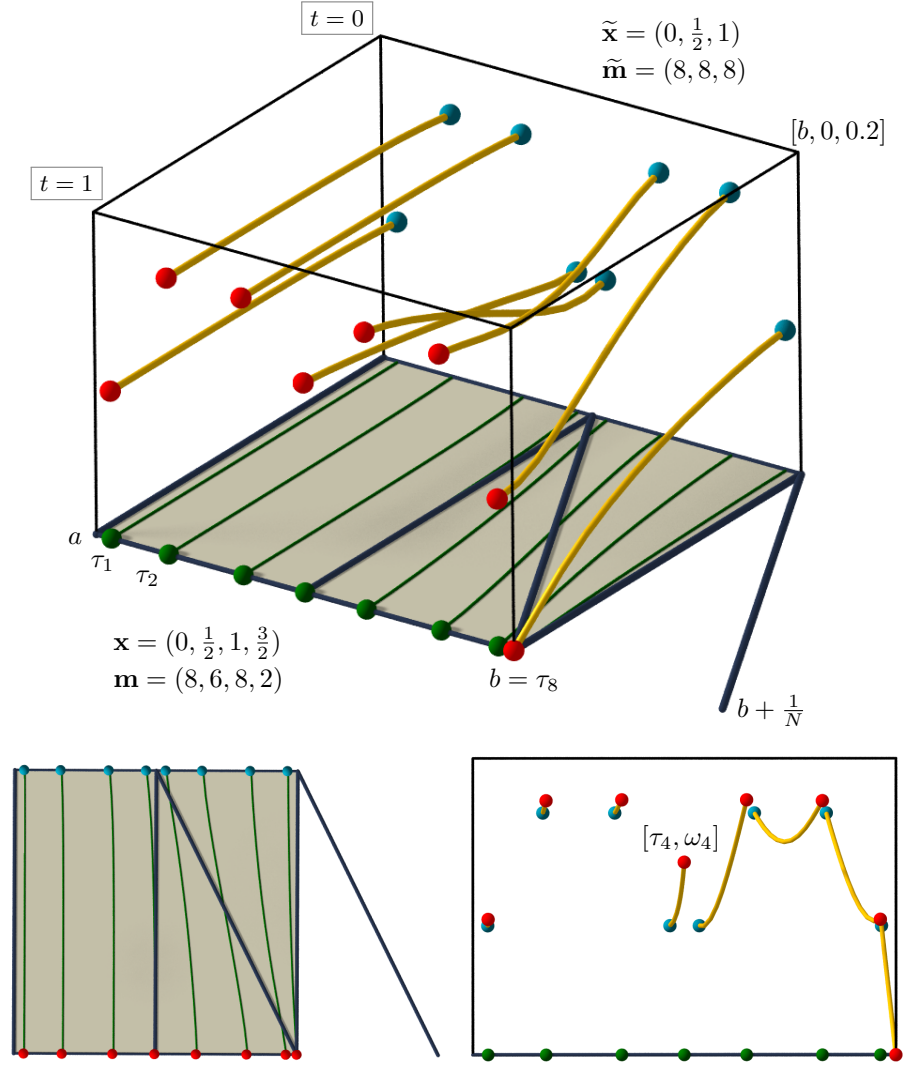 t = 0
x̃ = (0, 1/2, 1)
m̃ = (8, 8, 8)
[b, 0, 0.2]
t = 1
a
τ₁
τ₂
x = (0, 1/2, 1, 3/2)
m = (8, 6, 8, 2)
b = τ₈
b + 1/N
[τ₄, ω₄]